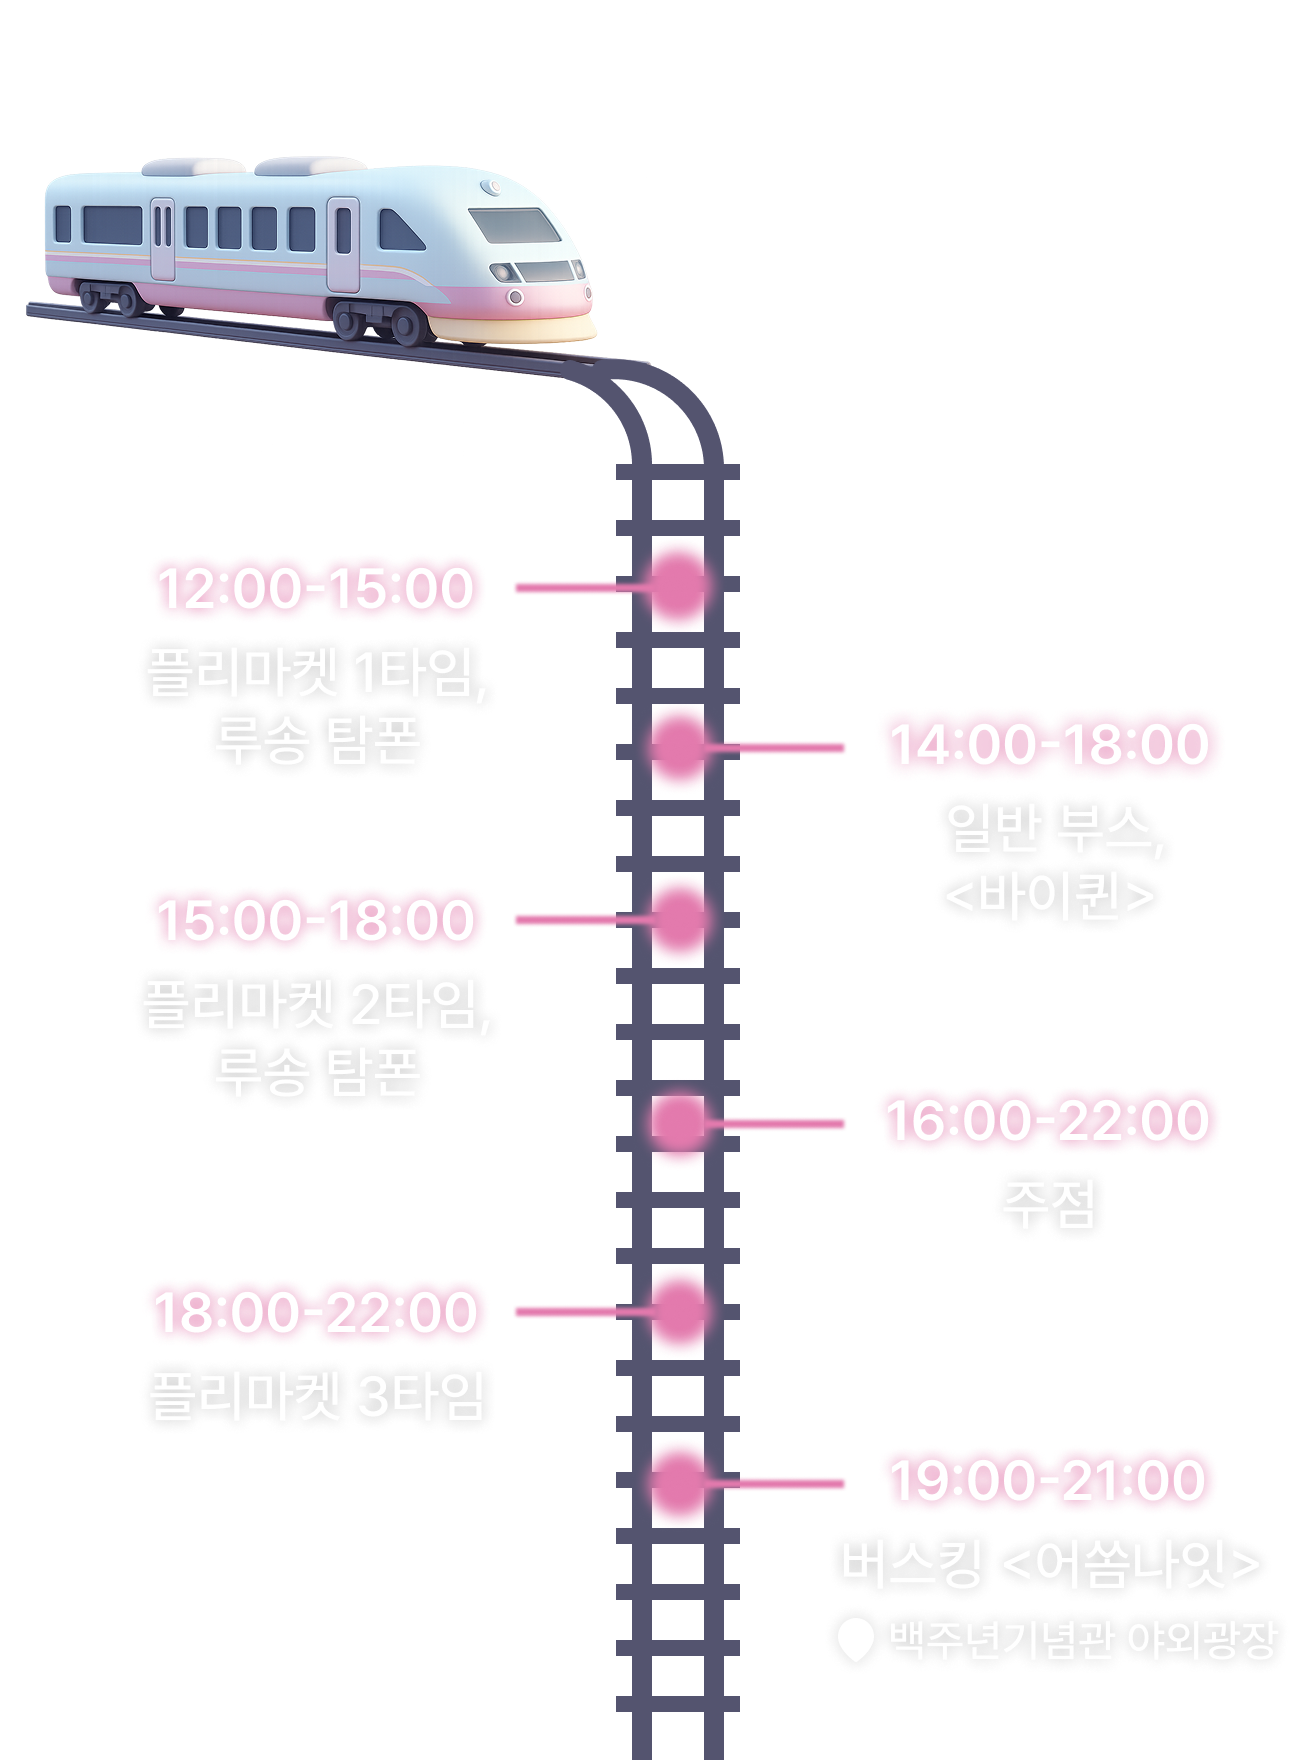 12:00-15:00
플리마켓 1타임,
루송 탐폰
14:00-18:00
일반 부스,
<바이퀸>
15:00-18:00
플리마켓 2타임,
루송 탐폰
16:00-22:00
주점
18:00-22:00
플리마켓 3타임
19:00-21:00
버스킹 <어쏨나잇>
백주년기념관 야외광장